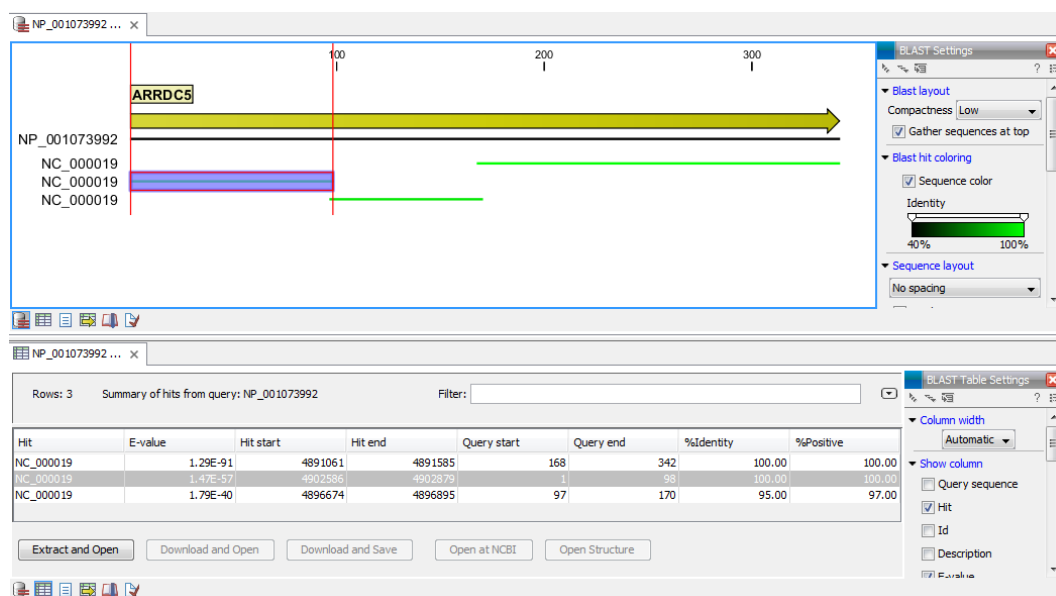 NP_001073992 ...
100 200 300
ARRDC5
NP_001073992
NC_000019
NC_000019
NC_000019
BLAST Settings
?
Blast layout
Compactness Low
Gather sequences at top
Blast hit coloring
Sequence color
Identity
40% 100%
Sequence layout
No spacing
NP_001073992 ...
Rows: 3 Summary of hits from query: NP_001073992 Filter:
Hit E-value Hit start Hit end Query start Query end %Identity %Positive
NC_000019 1.29E-91 4891061 4891585 168 342 100.00 100.00
NC_000019 1.47E-57 4902586 4902879 1 98 100.00 100.00
NC_000019 1.79E-40 4896674 4896895 97 170 95.00 97.00
Extract and Open Download and Open Download and Save Open at NCBI Open Structure
BLAST Table Settings
?
Column width
Automatic
Show column
Query sequence
Hit
Id
Description
E-value